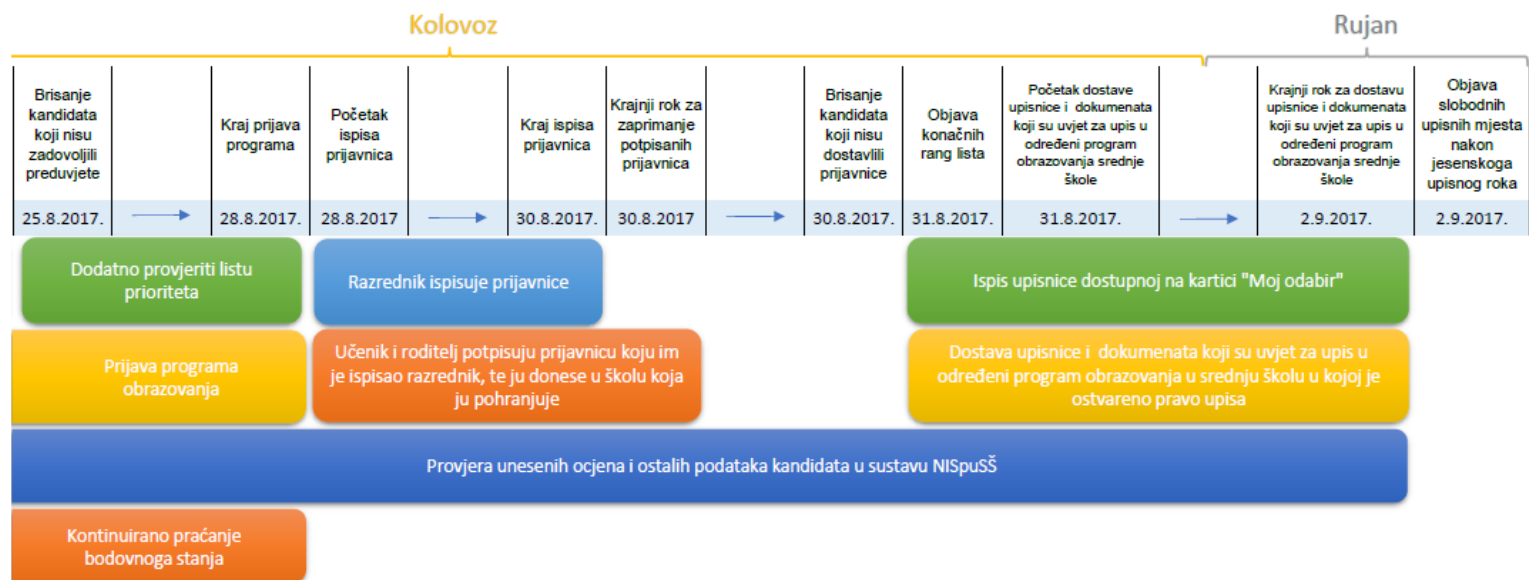 Kolovoz
Rujan
Brisanje
kandidata
koji nisu
zadovoljili
preduvjete
Kraj prijava
programa
Početak
ispisa
prijavnica
Kraj ispisa
prijavnica
Krajnji rok za
zaprimanje
potpisanih
prijavnica
Brisanje
kandidata
koji nisu
dostavlili
prijavnice
Objava
konačnih
rang lista
Početak dostave
upisnice i dokumenata
koji su uvjet za upis u
određeni program
obrazovanja srednje
škole
Krajnji rok za dostavu
upisnice i dokumenata
koji su uvjet za upis u
određeni program
obrazovanja srednje
škole
Objava
slobodnih
upisnih mjesta
nakon
jesenskoga
upisnog roka
25.8.2017.
28.8.2017.
28.8.2017
30.8.2017.
30.8.2017
30.8.2017.
31.8.2017.
31.8.2017.
2.9.2017.
2.9.2017.
Dodatno provjeriti listu
prioriteta
Razrednik ispisuje prijavnice
Ispis upisnice dostupnoj na kartici "Moj odabir"
Prijava programa
obrazovanja
Učenik i roditelj potpisuju prijavnicu koju im
je ispisao razrednik, te ju donese u školu koja
ju pohranjuje
Dostava upisnice i dokumenata koji su uvjet za upis u
određeni program obrazovanja u srednju školu u kojoj je
ostvareno pravo upisa
Provjera unesenih ocjena i ostalih podataka kandidata u sustavu NISpuSŠ
Kontinuirano praćanje
bodovnoga stanja